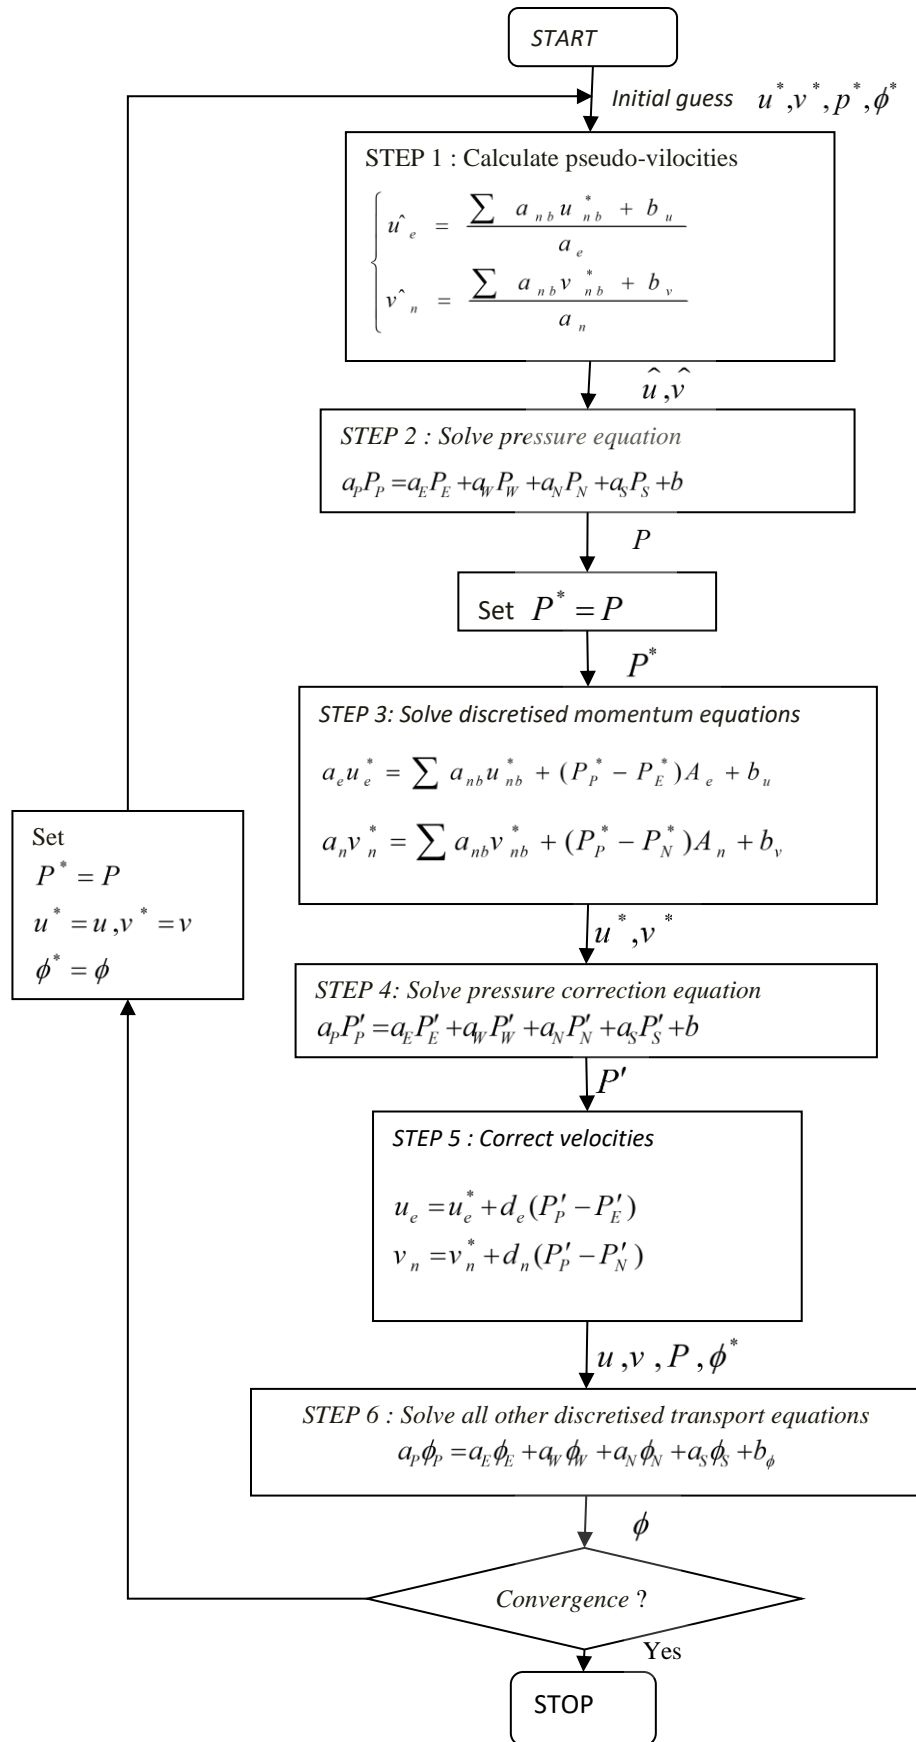 START
Initial guess u*,v*,p*,ϕ*
STEP 1 : Calculate pseudo-vilocities
û_e = (∑ a_nb u*_nb + b_u) / a_e
v̂_n = (∑ a_nb v*_nb + b_v) / a_n
û,v̂
STEP 2 : Solve pressure equation
a_P P_P = a_E P_E + a_W P_W + a_N P_N + a_S P_S + b
P
Set P* = P
P*
STEP 3: Solve discretised momentum equations
a_e u*_e = ∑ a_nb u*_nb + (P*_P − P*_E) A_e + b_u
a_n v*_n = ∑ a_nb v*_nb + (P*_P − P*_N) A_n + b_v
u*,v*
STEP 4: Solve pressure correction equation
a_P P′_P = a_E P′_E + a_W P′_W + a_N P′_N + a_S P′_S + b
P′
STEP 5 : Correct velocities
u_e = u*_e + d_e (P′_P − P′_E)
v_n = v*_n + d_n (P′_P − P′_N)
u,v,P,ϕ*
STEP 6 : Solve all other discretised transport equations
a_P ϕ_P = a_E ϕ_E + a_W ϕ_W + a_N ϕ_N + a_S ϕ_S + b_ϕ
ϕ
Convergence ?
Yes
STOP
Set
P* = P
u* = u,v* = v
ϕ* = ϕ